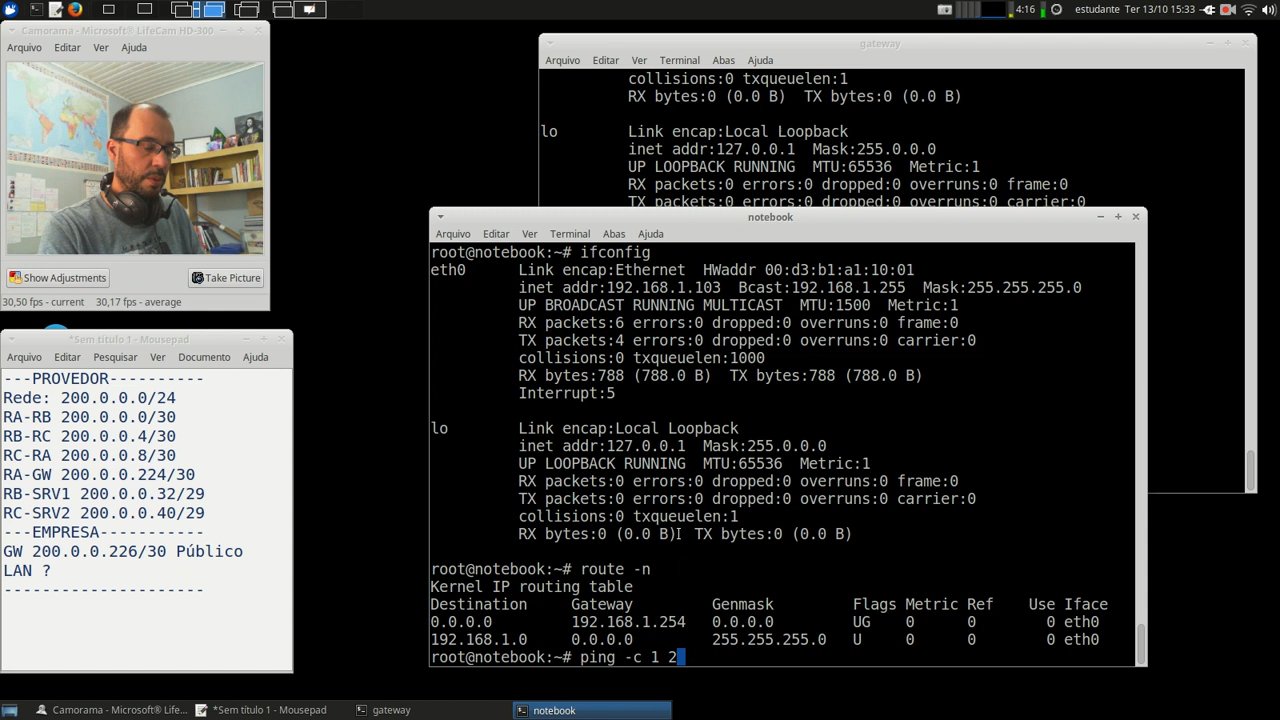 4:16
estudante
Ter 13/10 15:33
Camorama - Microsoft® LifeCam HD-300
Arquivo Editar Ver Ajuda
Show Adjustments
Take Picture
30,50 fps - current 30,17 fps - average
*Sem título 1 - Mousepad
Arquivo Editar Pesquisar Ver Documento Ajuda
---PROVEDOR----------
Rede: 200.0.0.0/24
RA-RB 200.0.0.0/30
RB-RC 200.0.0.4/30
RC-RA 200.0.0.8/30
RA-GW 200.0.0.224/30
RB-SRV1 200.0.0.32/29
RC-SRV2 200.0.0.40/29
---EMPRESA-----------
GW 200.0.0.226/30 Público
LAN ?
---------------------
gateway
Arquivo Editar Ver Terminal Abas Ajuda
collisions:0 txqueuelen:1
RX bytes:0 (0.0 B) TX bytes:0 (0.0 B)
lo Link encap:Local Loopback
inet addr:127.0.0.1 Mask:255.0.0.0
UP LOOPBACK RUNNING MTU:65536 Metric:1
RX packets:0 errors:0 dropped:0 overruns:0 frame:0
TX packets:0 errors:0 dropped:0 overruns:0 carrier:0
notebook
Arquivo Editar Ver Terminal Abas Ajuda
root@notebook:~# ifconfig
eth0 Link encap:Ethernet HWaddr 00:d3:b1:a1:10:01
inet addr:192.168.1.103 Bcast:192.168.1.255 Mask:255.255.255.0
UP BROADCAST RUNNING MULTICAST MTU:1500 Metric:1
RX packets:6 errors:0 dropped:0 overruns:0 frame:0
TX packets:4 errors:0 dropped:0 overruns:0 carrier:0
collisions:0 txqueuelen:1000
RX bytes:788 (788.0 B) TX bytes:788 (788.0 B)
Interrupt:5
lo Link encap:Local Loopback
inet addr:127.0.0.1 Mask:255.0.0.0
UP LOOPBACK RUNNING MTU:65536 Metric:1
RX packets:0 errors:0 dropped:0 overruns:0 frame:0
TX packets:0 errors:0 dropped:0 overruns:0 carrier:0
collisions:0 txqueuelen:1
RX bytes:0 (0.0 B) TX bytes:0 (0.0 B)
root@notebook:~# route -n
Kernel IP routing table
Destination Gateway Genmask Flags Metric Ref Use Iface
0.0.0.0 192.168.1.254 0.0.0.0 UG 0 0 0 eth0
192.168.1.0 0.0.0.0 255.255.255.0 U 0 0 0 eth0
root@notebook:~# ping -c 1 2
Camorama - Microsoft® LifeC...
*Sem título 1 - Mousepad
gateway
notebook